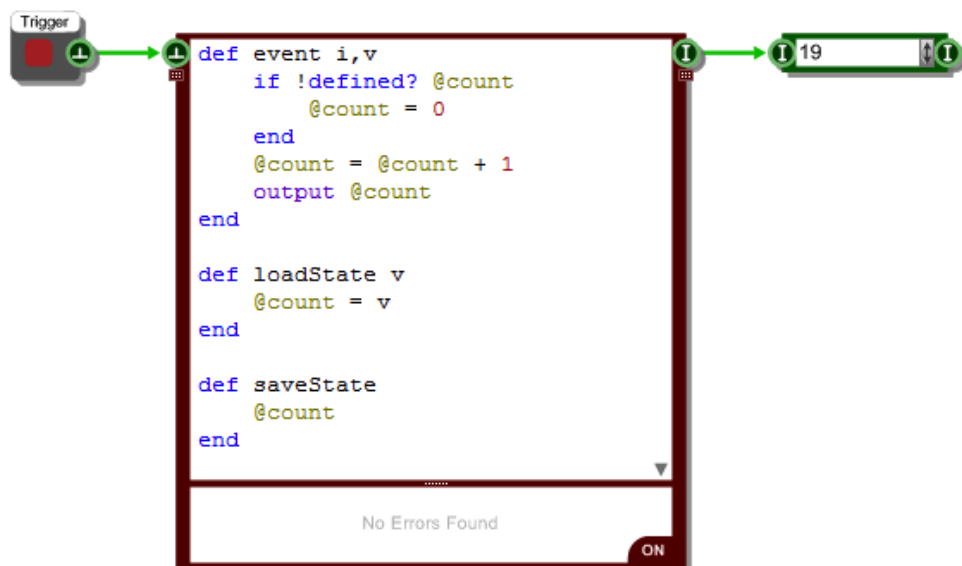 Trigger
def event i,v
    if !defined? @count
        @count = 0
    end
    @count = @count + 1
    output @count
end
def loadState v
    @count = v
end
def saveState
    @count
end
No Errors Found
ON
19